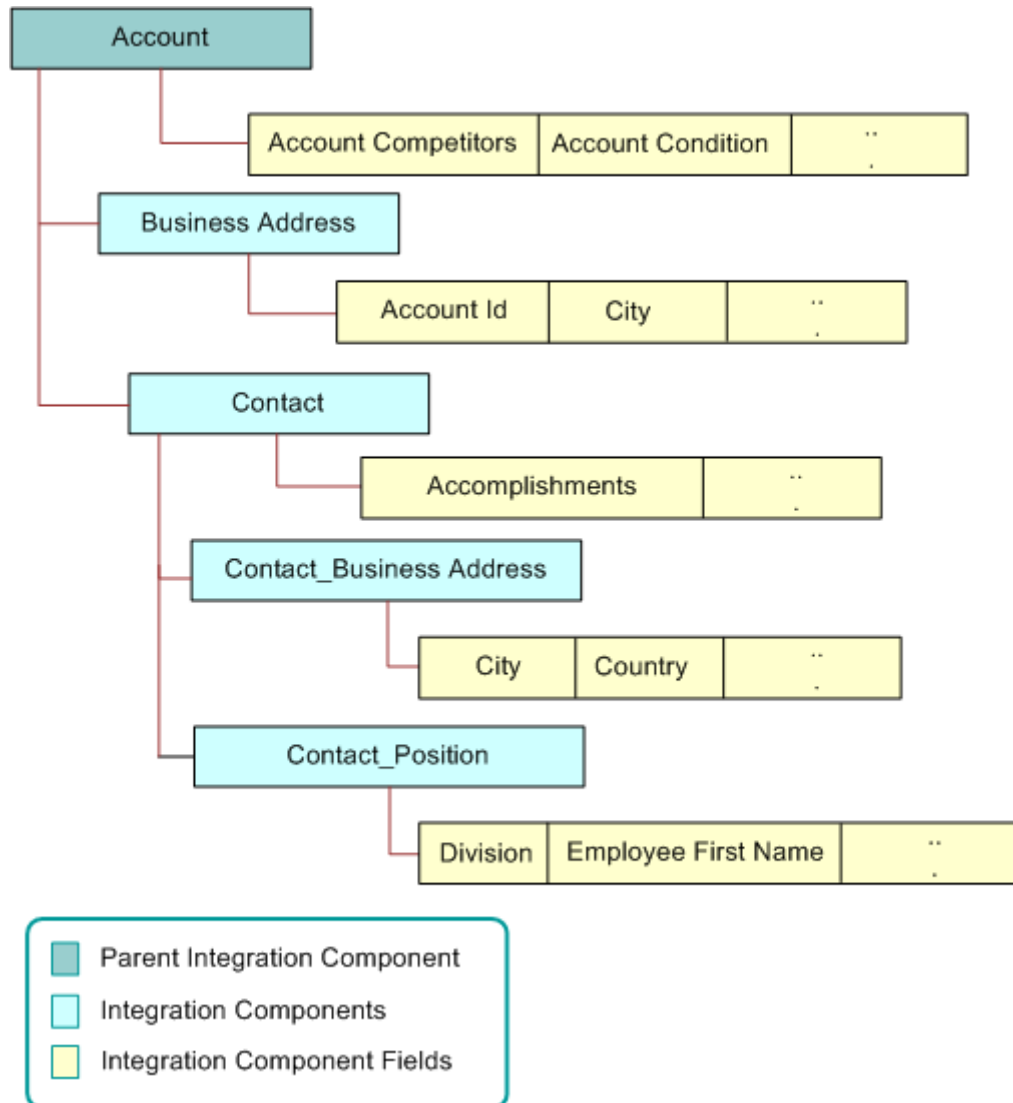 Account
Account Competitors Account Condition ...
Business Address
Account Id City ...
Contact
Accomplishments ...
Contact_Business Address
City Country ...
Contact_Position
Division Employee First Name ...
Parent Integration Component
Integration Components
Integration Component Fields